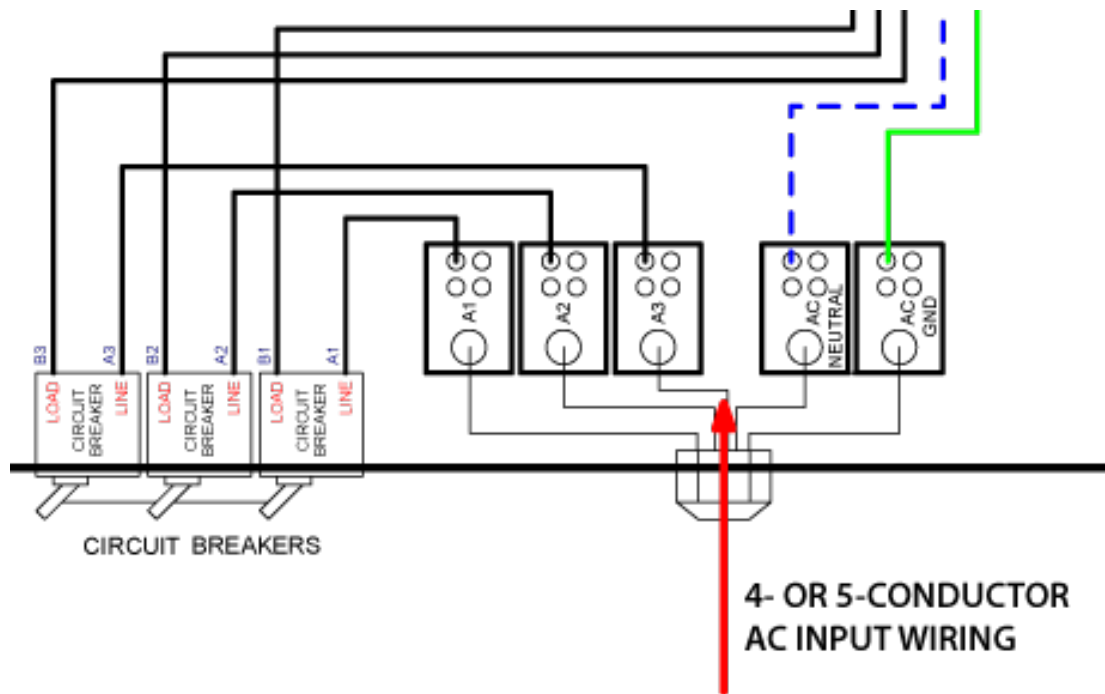 A1
A2
A3
AC
NEUTRAL
AC
GND
B3
A3
B2
A2
B1
A1
LOAD
CIRCUIT
BREAKER
LINE
LOAD
CIRCUIT
BREAKER
LINE
LOAD
CIRCUIT
BREAKER
LINE
CIRCUIT BREAKERS
4- OR 5-CONDUCTOR
AC INPUT WIRING